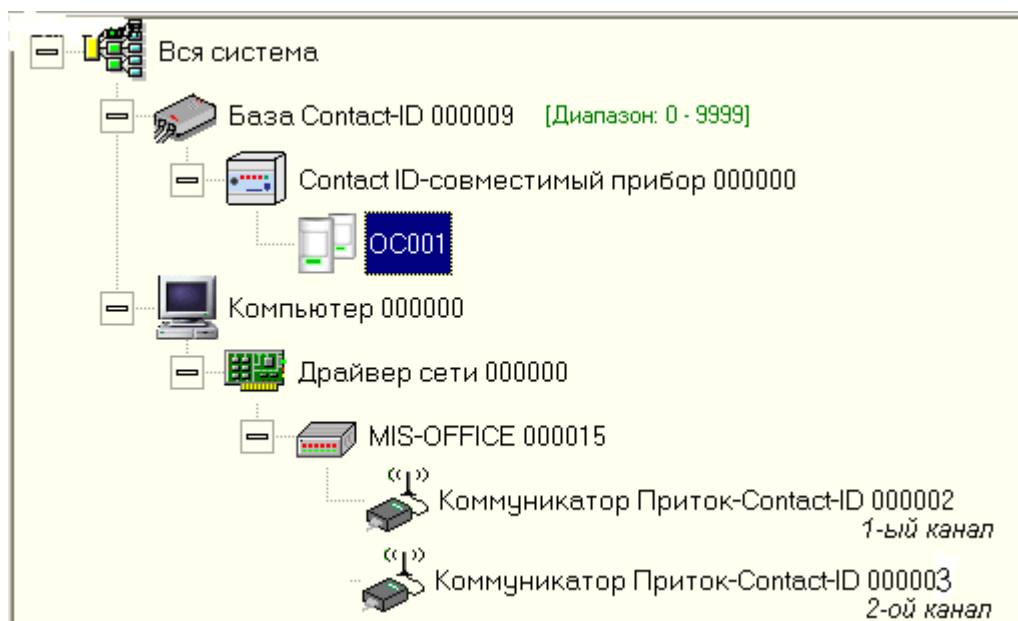 Вся система
База Contact-ID 000009 [Диапазон: 0 - 9999]
Contact ID-совместимый прибор 000000
ОС001
Компьютер 000000
Драйвер сети 000000
MIS-OFFICE 000015
Коммуникатор Приток-Contact-ID 000002
1-ый канал
Коммуникатор Приток-Contact-ID 000003
2-ой канал